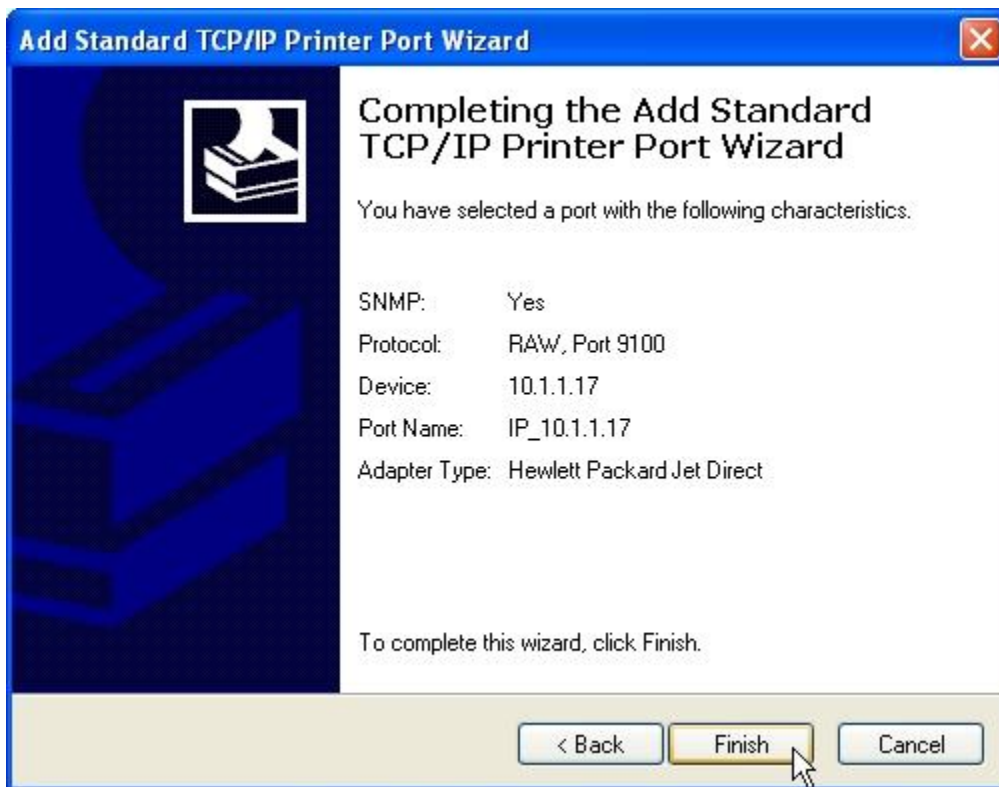 Add Standard TCP/IP Printer Port Wizard
Completing the Add Standard
TCP/IP Printer Port Wizard
You have selected a port with the following characteristics.
SNMP: Yes
Protocol: RAW, Port 9100
Device: 10.1.1.17
Port Name: IP_10.1.1.17
Adapter Type: Hewlett Packard Jet Direct
To complete this wizard, click Finish.
< Back Finish Cancel